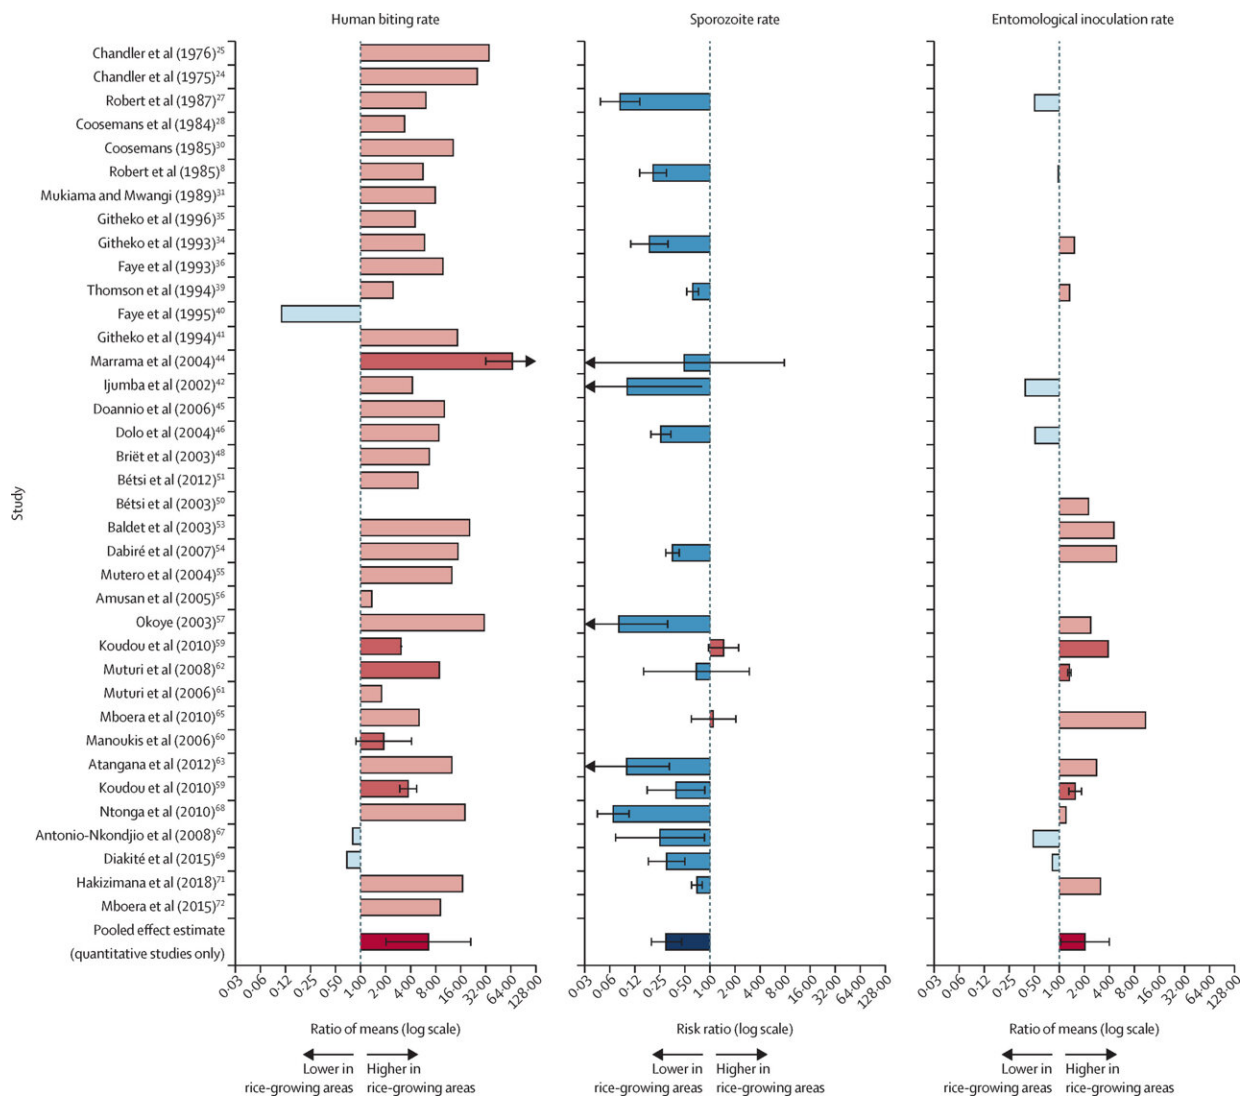 Human biting rate
Sporozoite rate
Entomological inoculation rate
Study
Chandler et al (1976)²⁵
Chandler et al (1975)²⁴
Robert et al (1987)²⁷
Coosemans et al (1984)²⁸
Coosemans (1985)³⁰
Robert et al (1985)⁸
Mukiama and Mwangi (1989)³¹
Githeko et al (1996)³⁵
Githeko et al (1993)³⁴
Faye et al (1993)³⁶
Thomson et al (1994)³⁹
Faye et al (1995)⁴⁰
Githeko et al (1994)⁴¹
Marrama et al (2004)⁴⁴
Ijumba et al (2002)⁴²
Doannio et al (2006)⁴⁵
Dolo et al (2004)⁴⁶
Briët et al (2003)⁴⁸
Bétsi et al (2012)⁵¹
Bétsi et al (2003)⁵⁰
Baldet et al (2003)⁵³
Dabiré et al (2007)⁵⁴
Mutero et al (2004)⁵⁵
Amusan et al (2005)⁵⁶
Okoye (2003)⁵⁷
Koudou et al (2010)⁵⁹
Muturi et al (2008)⁶²
Muturi et al (2006)⁶¹
Mboera et al (2010)⁶⁵
Manoukis et al (2006)⁶⁰
Atangana et al (2012)⁶³
Koudou et al (2010)⁵⁹
Ntonga et al (2010)⁶⁸
Antonio-Nkondjio et al (2008)⁶⁷
Diakité et al (2015)⁶⁹
Hakizimana et al (2018)⁷¹
Mboera et al (2015)⁷²
Pooled effect estimate
(quantitative studies only)
0·03 0·06 0·12 0·25 0·50 1·00 2·00 4·00 8·00 16·00 32·00 64·00 128·00
Ratio of means (log scale)
Lower in
rice-growing areas
Higher in
rice-growing areas
0·03 0·06 0·12 0·25 0·50 1·00 2·00 4·00 8·00 16·00 32·00 64·00 128·00
Risk ratio (log scale)
Lower in
rice-growing areas
Higher in
rice-growing areas
0·03 0·06 0·12 0·25 0·50 1·00 2·00 4·00 8·00 16·00 32·00 64·00 128·00
Ratio of means (log scale)
Lower in
rice-growing areas
Higher in
rice-growing areas